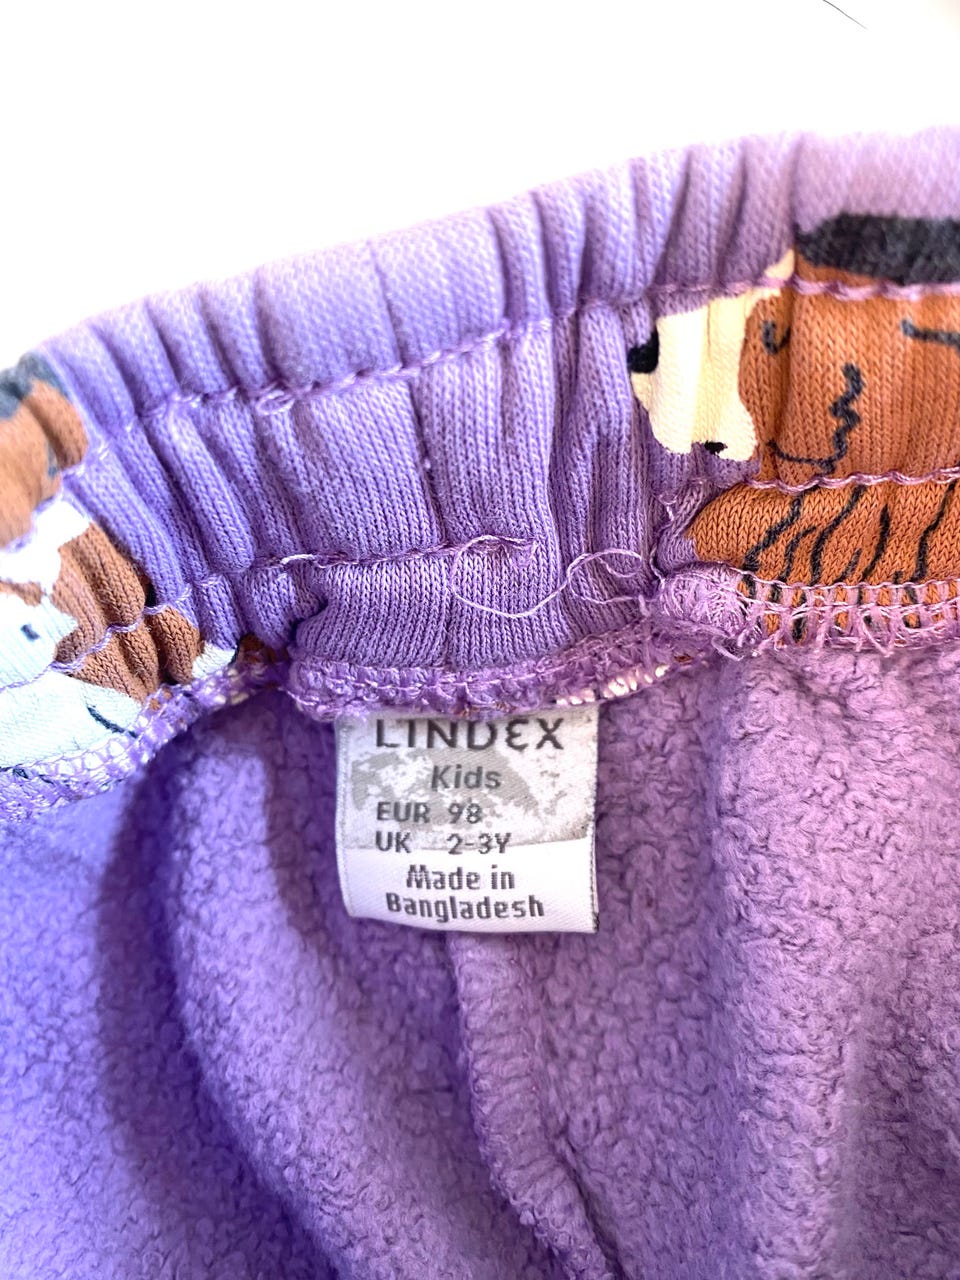 LINDEX
Kids
EUR 98
UK 2-3Y
Made in
Bangladesh